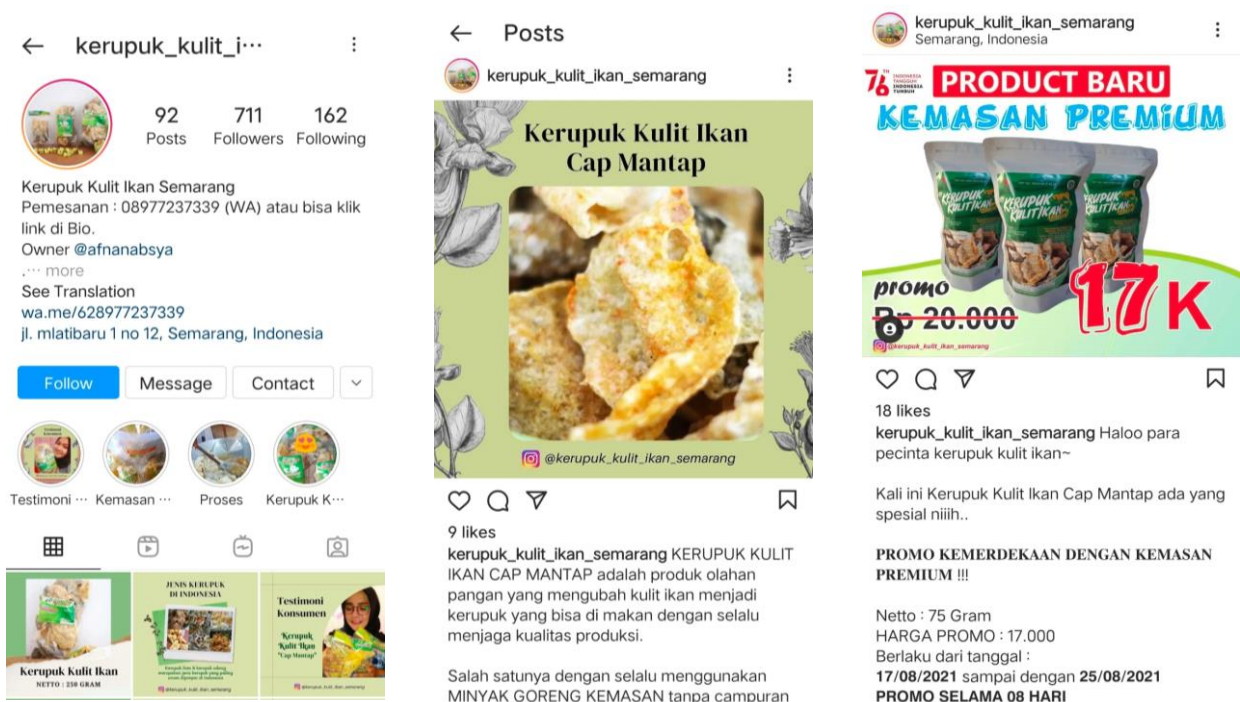 kerupuk_kulit_i...
92
Posts
711
Followers
162
Following
Kerupuk Kulit Ikan Semarang
Pemesanan : 08977237339 (WA) atau bisa klik
link di Bio.
Owner @afnanabsya
.... more
See Translation
wa.me/628977237339
jl. mlatibaru 1 no 12, Semarang, Indonesia
Follow
Message
Contact
Testimoni ...
Kemasan ...
Proses
Kerupuk K...
Kerupuk Kulit Ikan
NETTO : 250 GRAM
JENIS KERUPUK
DI INDONESIA
Testimoni
Konsumen
"Kerupuk
Kulit Ikan
"Cap Mantap"
Posts
kerupuk_kulit_ikan_semarang
Kerupuk Kulit Ikan
Cap Mantap
@kerupuk_kulit_ikan_semarang
9 likes
kerupuk_kulit_ikan_semarang KERUPUK KULIT
IKAN CAP MANTAP adalah produk olahan
pangan yang mengubah kulit ikan menjadi
kerupuk yang bisa di makan dengan selalu
menjaga kualitas produksi.
Salah satunya dengan selalu menggunakan
MINYAK GORENG KEMASAN tanpa campuran
kerupuk_kulit_ikan_semarang
Semarang, Indonesia
76TH
INDONESIA
TANGGUH
INDONESIA
TUMBUH
PRODUCT BARU
KEMASAN PREMIUM
KERUPUK
KULIT IKAN
KERUPUK
KULIT IKAN
KERUPUK
KULIT IKAN
promo
Rp 20.000
17K
@kerupuk_kulit_ikan_semarang
18 likes
kerupuk_kulit_ikan_semarang Haloo para
pecinta kerupuk kulit ikan~
Kali ini Kerupuk Kulit Ikan Cap Mantap ada yang
spesial niiih..
PROMO KEMERDEKAAN DENGAN KEMASAN
PREMIUM !!!
Netto : 75 Gram
HARGA PROMO : 17.000
Berlaku dari tanggal :
17/08/2021 sampai dengan 25/08/2021
PROMO SELAMA 08 HARI